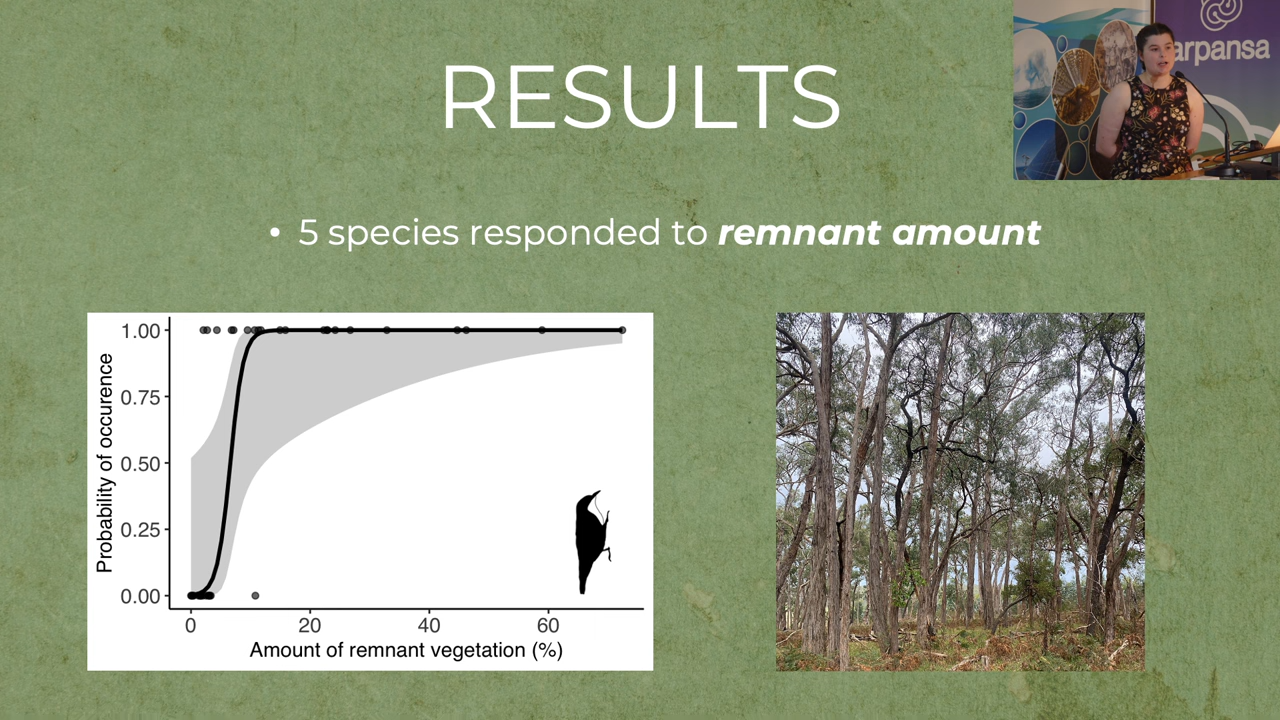 RESULTS
arpansa
• 5 species responded to remnant amount
Probability of occurence
1.00
0.75
0.50
0.25
0.00
0
20
40
60
Amount of remnant vegetation (%)